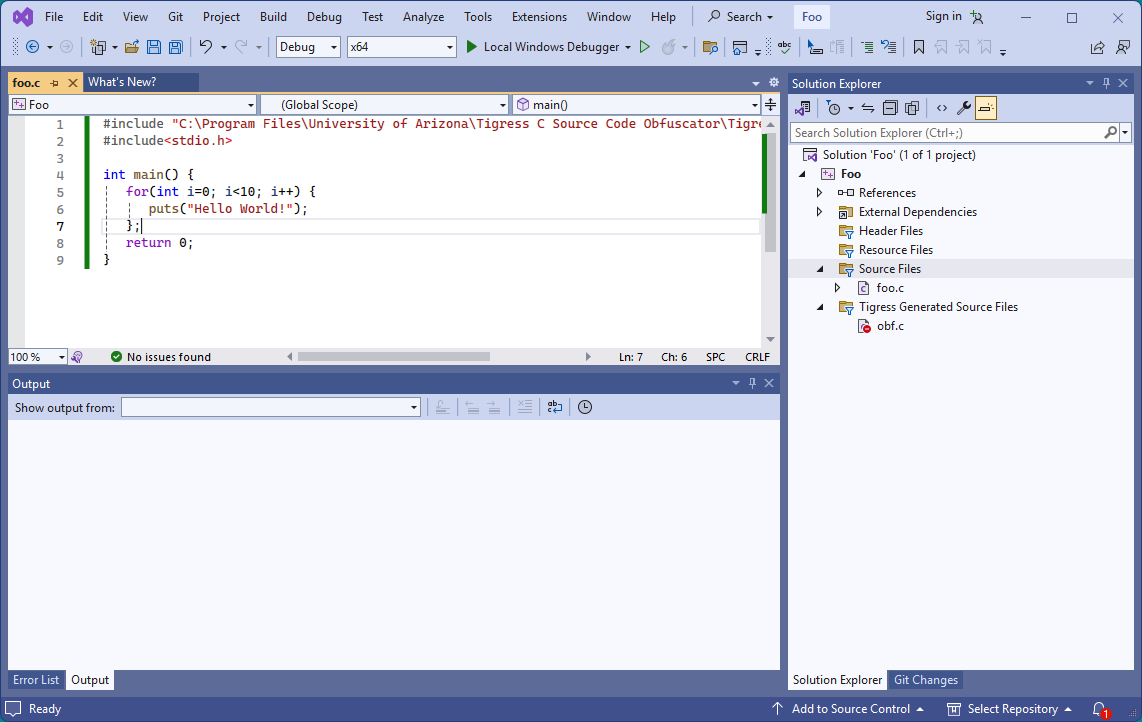 File Edit View Git Project Build Debug Test Analyze Tools Extensions Window Help Search Foo Sign in
Debug x64 Local Windows Debugger abc
foo.c What's New?
Foo (Global Scope) main()
1 #include "C:\Program Files\University of Arizona\Tigress C Source Code Obfuscator\Tigre
2 #include<stdio.h>
3
4 int main() {
5 for(int i=0; i<10; i++) {
6 puts("Hello World!");
7 };
8 return 0;
9 }
100 % No issues found Ln: 7 Ch: 6 SPC CRLF
Output
Show output from:
Error List Output
Solution Explorer
Search Solution Explorer (Ctrl+;)
Solution 'Foo' (1 of 1 project)
Foo
References
External Dependencies
Header Files
Resource Files
Source Files
foo.c
Tigress Generated Source Files
obf.c
Solution Explorer Git Changes
Ready Add to Source Control Select Repository 1